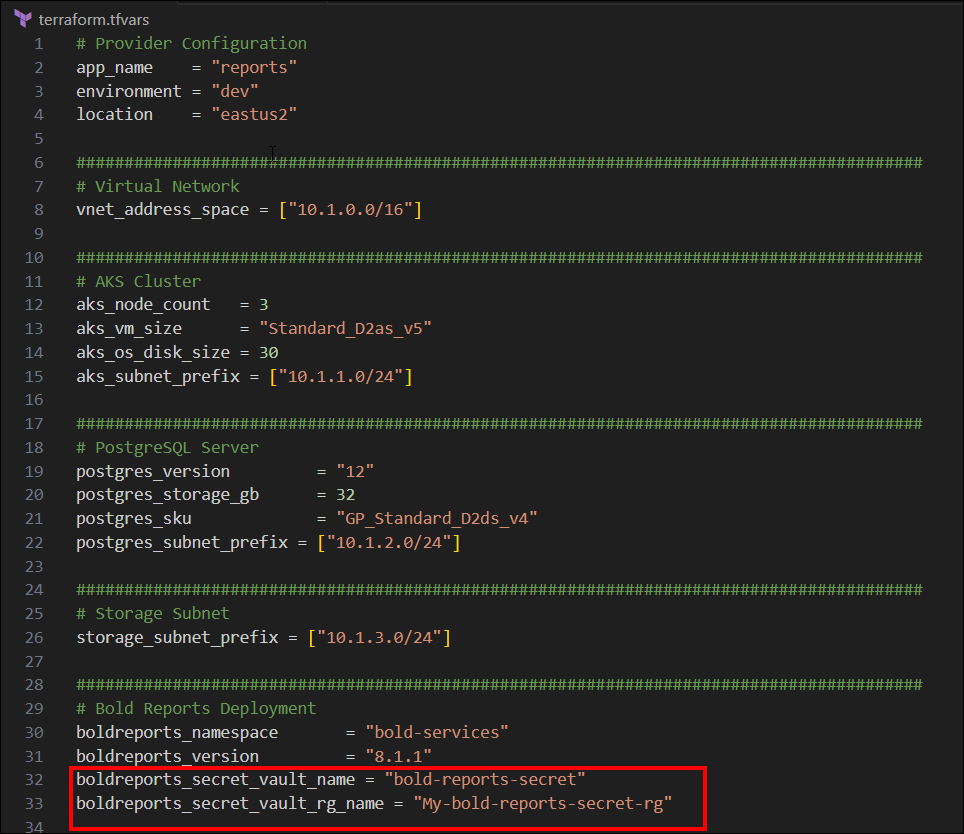 terraform.tfvars
1 # Provider Configuration
2 app_name    = "reports"
3 environment = "dev"
4 location    = "eastus2"
5
6 ########################################################################################
7 # Virtual Network
8 vnet_address_space = ["10.1.0.0/16"]
9
10 ########################################################################################
11 # AKS Cluster
12 aks_node_count   = 3
13 aks_vm_size      = "Standard_D2as_v5"
14 aks_os_disk_size = 30
15 aks_subnet_prefix = ["10.1.1.0/24"]
16
17 ########################################################################################
18 # PostgreSQL Server
19 postgres_version         = "12"
20 postgres_storage_gb      = 32
21 postgres_sku             = "GP_Standard_D2ds_v4"
22 postgres_subnet_prefix = ["10.1.2.0/24"]
23
24 ########################################################################################
25 # Storage Subnet
26 storage_subnet_prefix = ["10.1.3.0/24"]
27
28 ########################################################################################
29 # Bold Reports Deployment
30 boldreports_namespace       = "bold-services"
31 boldreports_version         = "8.1.1"
32 boldreports_secret_vault_name = "bold-reports-secret"
33 boldreports_secret_vault_rg_name = "My-bold-reports-secret-rg"
34